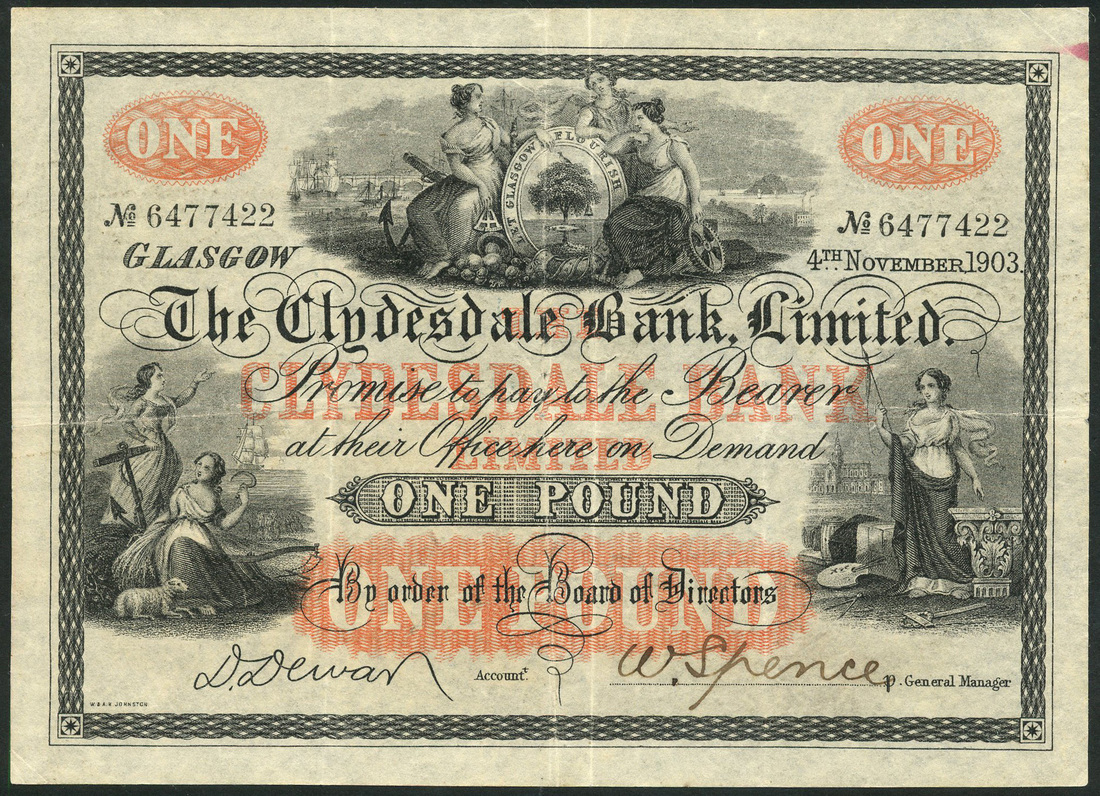 ONE ONE
LET GLASGOW FLOURISH
No 6477422 No 6477422
GLASGOW 4TH NOVEMBER 1903.
The Clydesdale Bank, Limited.
THE
CLYDESDALE BANK
Promise to pay to the Bearer
at their Office here on Demand
LIMITED
ONE POUND
By order of the Board of Directors
ONE POUND
D. Dewar Accountt. W. Spence p. General Manager
W. & A.K. JOHNSTON